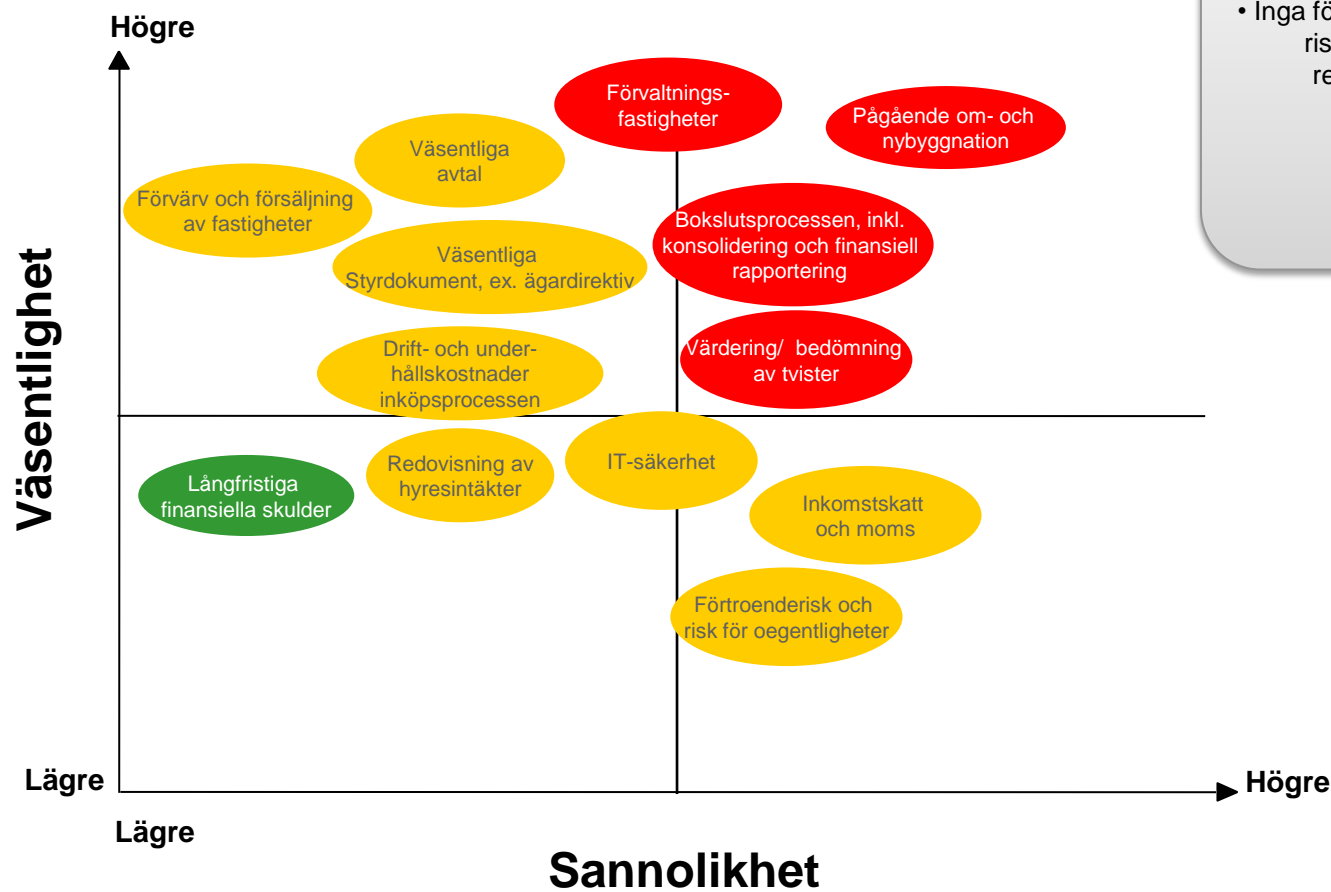 Högre
• Inga fö
ris
re
Förvaltnings-
fastigheter
Pågående om- och
nybyggnation
Väsentliga
avtal
Förvärv och försäljning
av fastigheter
Bokslutsprocessen, inkl.
konsolidering och finansiell
rapportering
Väsentliga
Styrdokument, ex. ägardirektiv
Drift- och under-
hållskostnader
inköpsprocessen
Värdering/ bedömning
av tvister
Väsentlighet
Långfristiga
finansiella skulder
Redovisning av
hyresintäkter
IT-säkerhet
Inkomstskatt
och moms
Förtroenderisk och
risk för oegentligheter
Lägre
Högre
Lägre
Sannolikhet